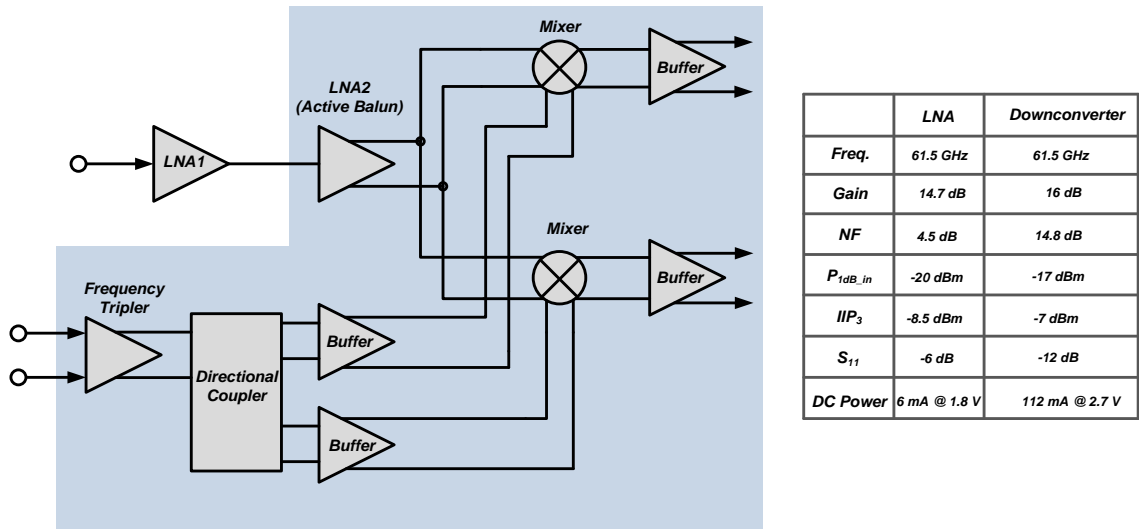 Mixer
Buffer
LNA2
(Active Balun)
LNA1
Mixer
Buffer
Frequency
Tripler
Buffer
Directional
Coupler
Buffer
LNA Downconverter
Freq. 61.5 GHz 61.5 GHz
Gain 14.7 dB 16 dB
NF 4.5 dB 14.8 dB
P1dB_in -20 dBm -17 dBm
IIP3 -8.5 dBm -7 dBm
S11 -6 dB -12 dB
DC Power 6 mA @ 1.8 V 112 mA @ 2.7 V